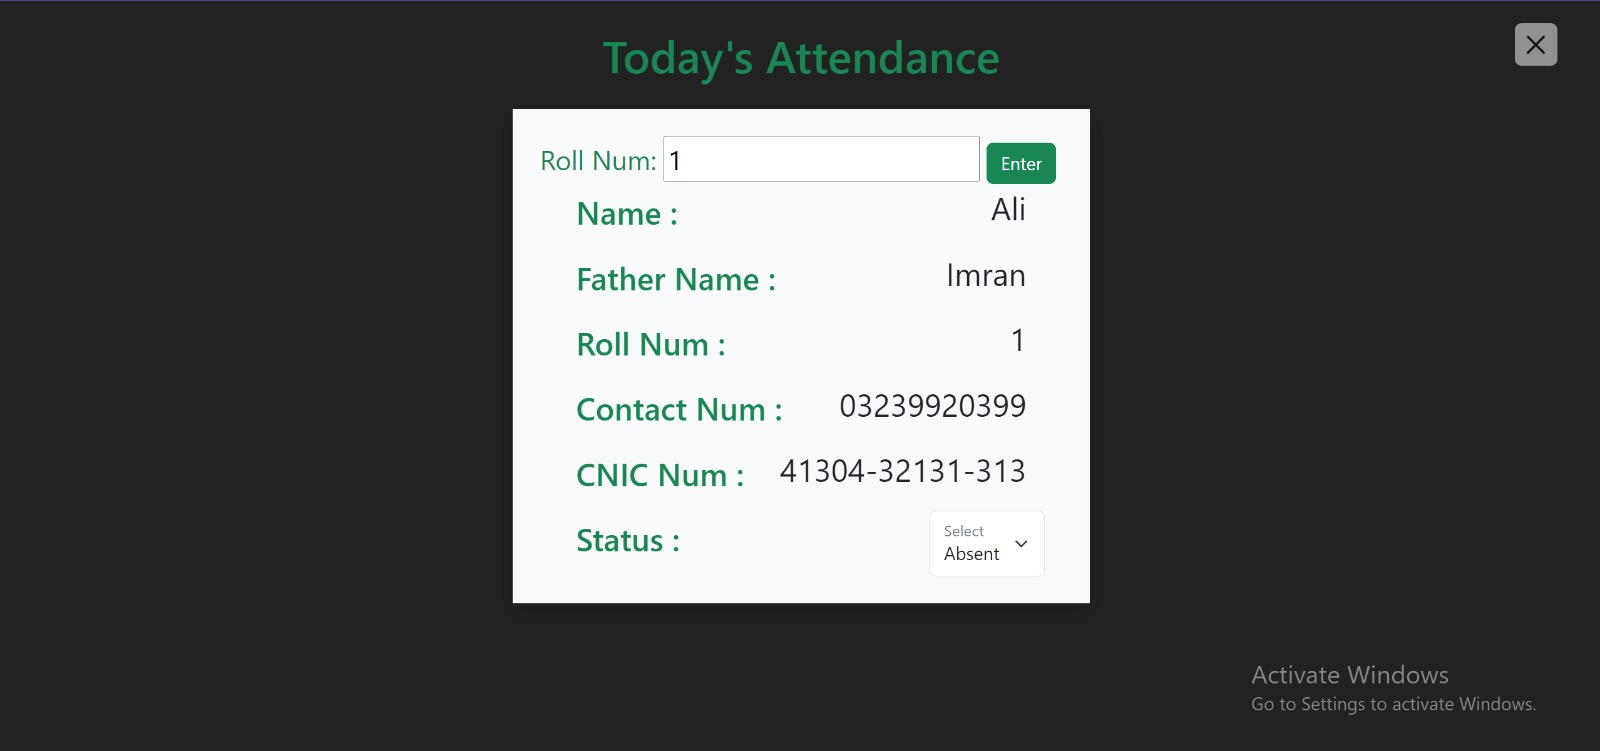 Today's Attendance
Roll Num: 1 Enter
Name : Ali
Father Name : Imran
Roll Num : 1
Contact Num : 03239920399
CNIC Num : 41304-32131-313
Status : Select
Absent
Activate Windows
Go to Settings to activate Windows.